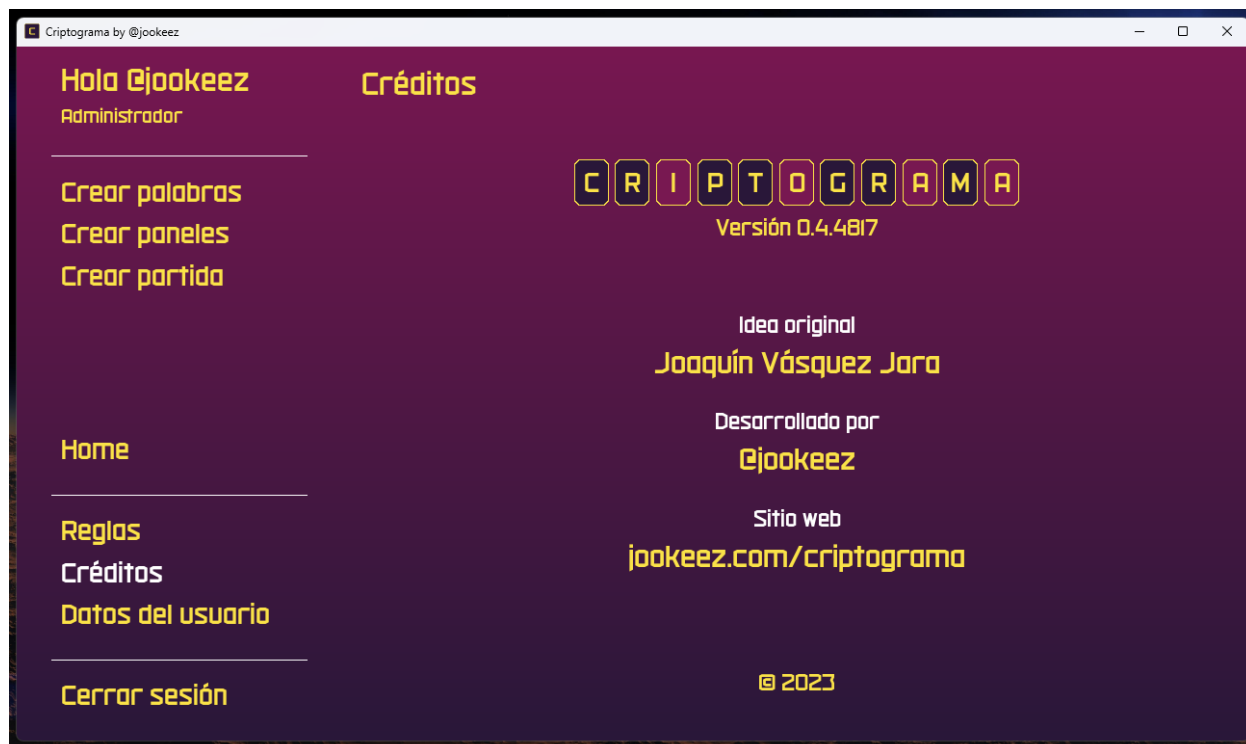 Criptograma by @jookeez
Hola @jookeez
Administrador
Crear palabras
Crear paneles
Crear partida
Home
Reglas
Créditos
Datos del usuario
Cerrar sesión
Créditos
CRIPTOGRAMA
Versión 0.4.4817
Idea original
Joaquín Vásquez Jara
Desarrollado por
@jookeez
Sitio web
jookeez.com/criptograma
© 2023